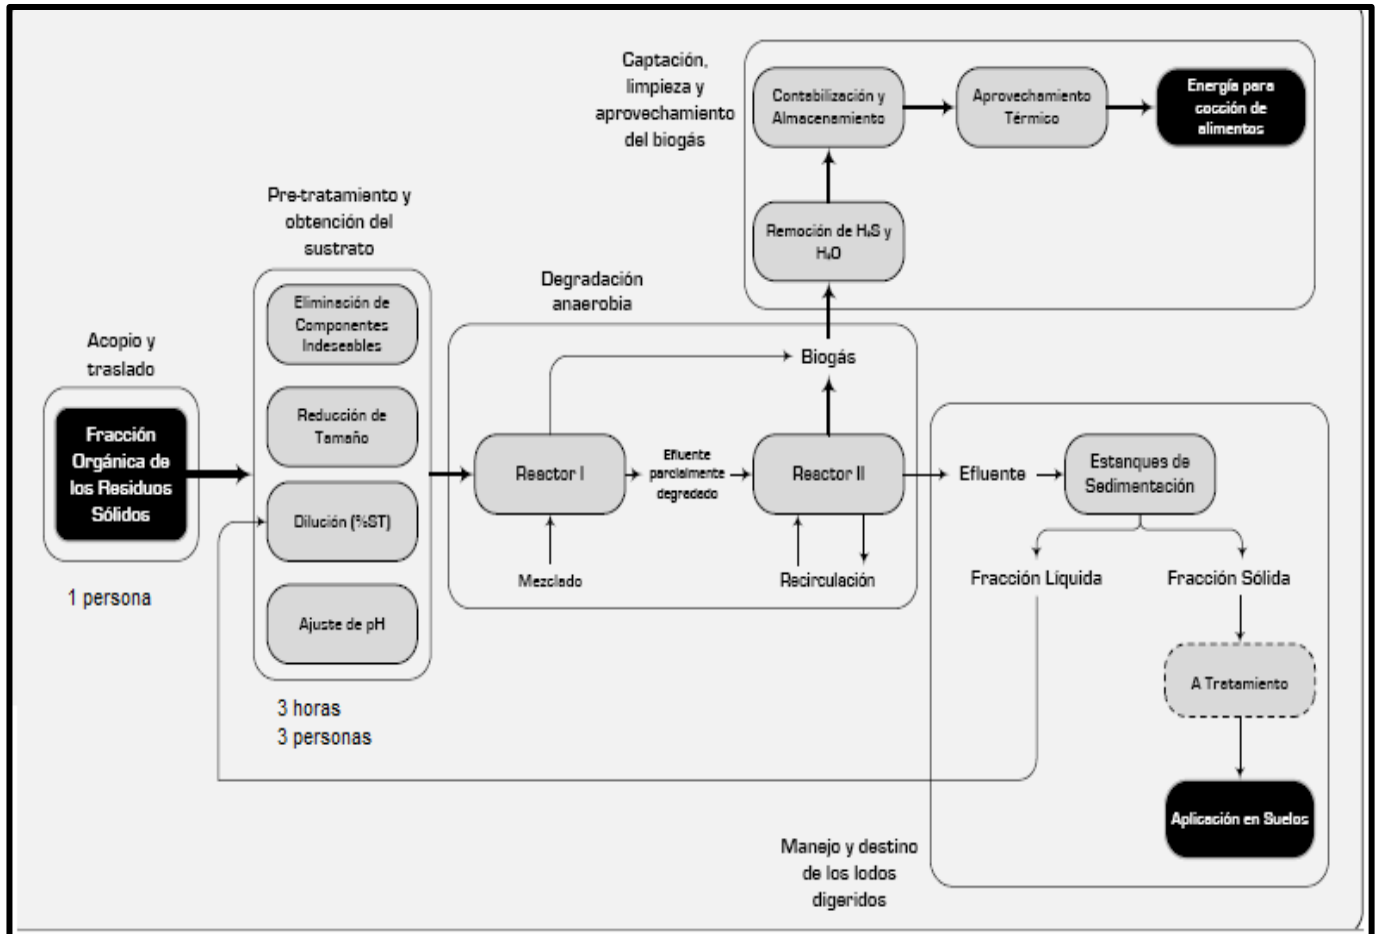 Captación,
limpieza y
aprovechamiento
del biogás
Contabilización y
Almacenamiento
Aprovechamiento
Térmico
Energía para
cocción de
alimentos
Remoción de H₂S y
H₂O
Pre-tratamiento y
obtención del
sustrato
Eliminación de
Componentes
Indeseables
Reducción de
Tamaño
Dilución (%ST)
Ajuste de pH
3 horas
3 personas
Acopio y
traslado
Fracción
Orgánica de
los Residuos
Sólidos
1 persona
Degradación
anaerobia
Biogás
Reactor I
Efluente
parcialmente
degradado
Reactor II
Mezclado
Recirculación
Efluente
Estanques de
Sedimentación
Fracción Líquida
Fracción Sólida
A Tratamiento
Aplicación en Suelos
Manejo y destino
de los lodos
digeridos